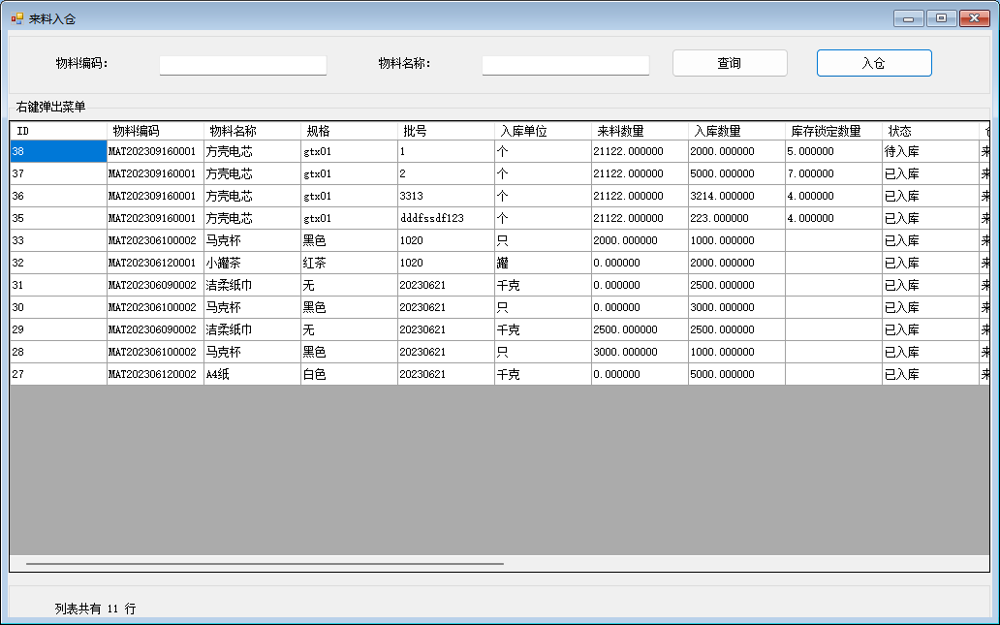 来料入仓
物料编码: 物料名称: 查询 入仓
右键弹出菜单
ID 物料编码 物料名称 规格 批号 入库单位 来料数量 入库数量 库存锁定数量 状态
38 MAT202309160001 方壳电芯 gtx01 1 个 21122.000000 2000.000000 5.000000 待入库 来
37 MAT202309160001 方壳电芯 gtx01 2 个 21122.000000 5000.000000 7.000000 已入库 来
36 MAT202309160001 方壳电芯 gtx01 3313 个 21122.000000 3214.000000 4.000000 已入库 来
35 MAT202309160001 方壳电芯 gtx01 dddfssdf123 个 21122.000000 223.000000 4.000000 已入库 来
33 MAT202306100002 马克杯 黑色 1020 只 2000.000000 1000.000000 已入库 来
32 MAT202306120001 小罐茶 红茶 1020 罐 0.000000 2000.000000 已入库 来
31 MAT202306090002 洁柔纸巾 无 20230621 千克 0.000000 2500.000000 已入库 来
30 MAT202306100002 马克杯 黑色 20230621 只 0.000000 3000.000000 已入库 来
29 MAT202306090002 洁柔纸巾 无 20230621 千克 2500.000000 2500.000000 已入库 来
28 MAT202306100002 马克杯 黑色 20230621 只 3000.000000 1000.000000 已入库 来
27 MAT202306120002 A4纸 白色 20230621 千克 0.000000 5000.000000 已入库 来
列表共有 11 行